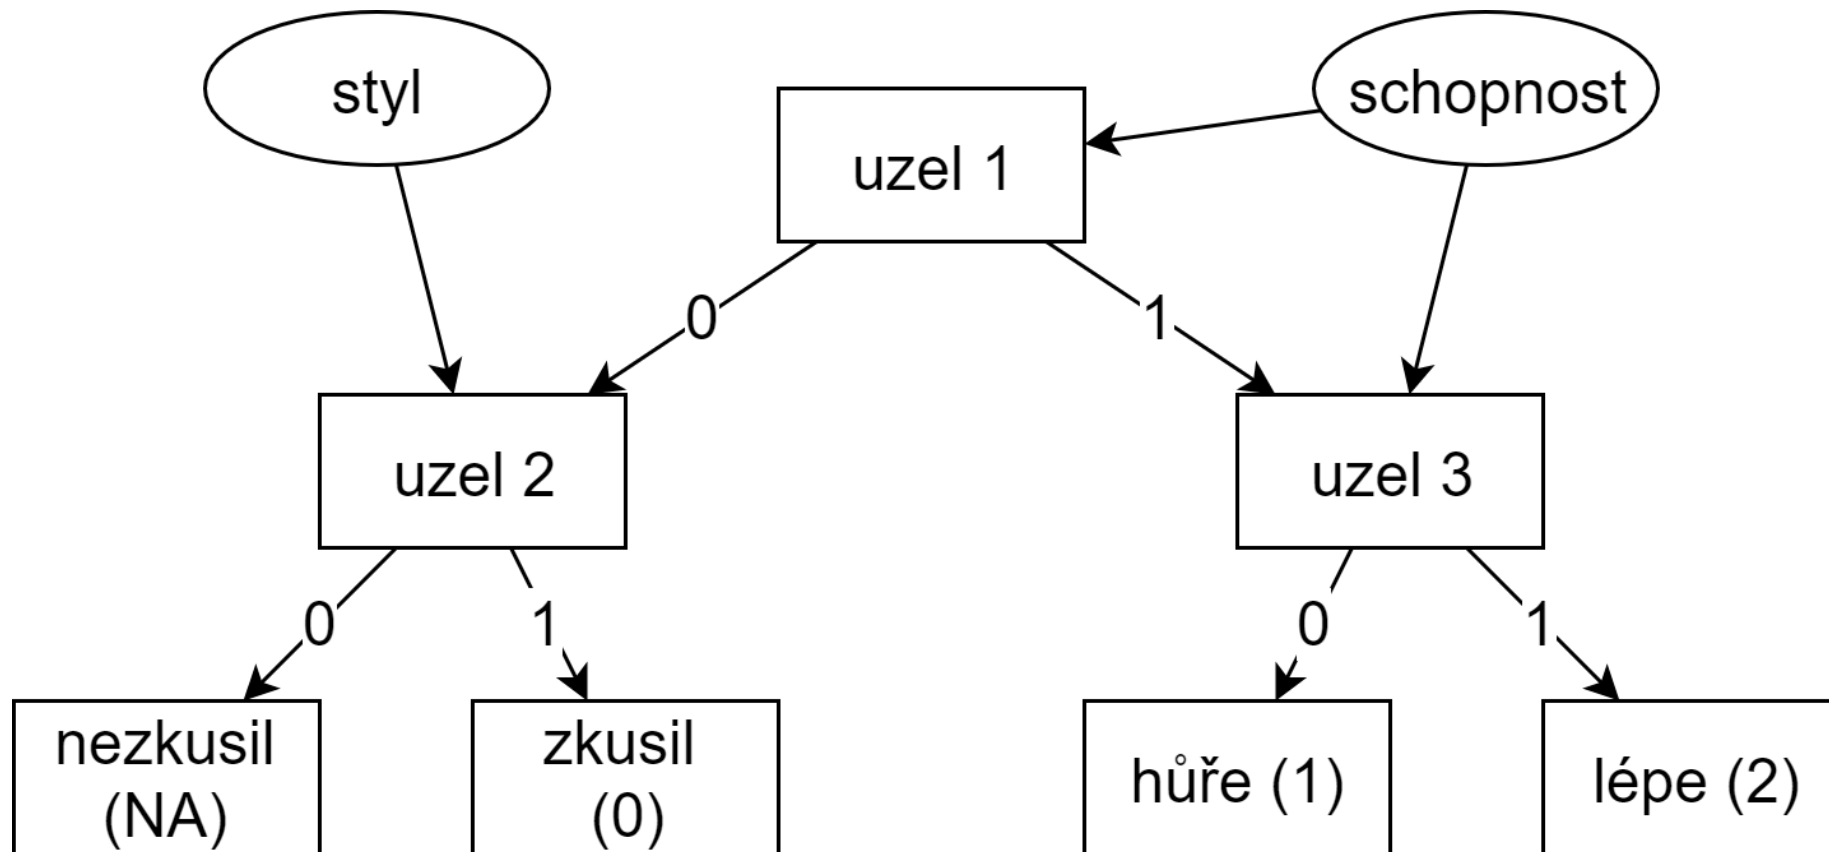 styl
schopnost
uzel 1
0
1
uzel 2
uzel 3
0
1
0
1
nezkusil
(NA)
zkusil
(0)
hůře (1)
lépe (2)